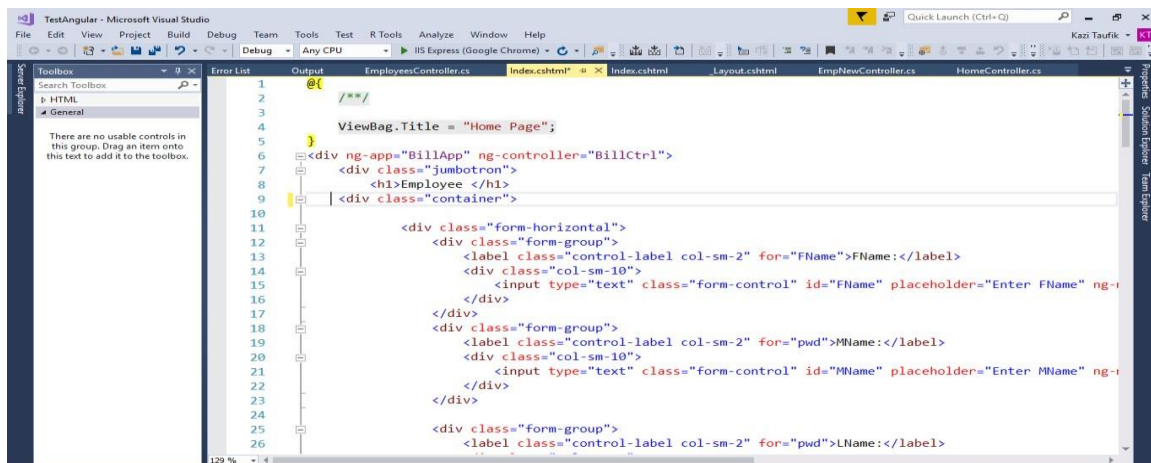 TestAngular - Microsoft Visual Studio
Quick Launch (Ctrl+Q)
File Edit View Project Build Debug Team Tools Test R Tools Analyze Window Help
Kazi Taufik
KT
Debug Any CPU IIS Express (Google Chrome)
Server Explorer
Toolbox
Search Toolbox
HTML
General
There are no usable controls in
this group. Drag an item onto
this text to add it to the toolbox.
Error List Output EmployeesController.cs Index.cshtml* Index.cshtml _Layout.cshtml EmpNewController.cs HomeController.cs
1 @{
2 /**/
3
4 ViewBag.Title = "Home Page";
5 }
6 <div ng-app="BillApp" ng-controller="BillCtrl">
7 <div class="jumbotron">
8 <h1>Employee </h1>
9 <div class="container">
10
11 <div class="form-horizontal">
12 <div class="form-group">
13 <label class="control-label col-sm-2" for="FName">FName:</label>
14 <div class="col-sm-10">
15 <input type="text" class="form-control" id="FName" placeholder="Enter FName"
16 </div>
17 </div>
18 <div class="form-group">
19 <label class="control-label col-sm-2" for="pwd">MName:</label>
20 <div class="col-sm-10">
21 <input type="text" class="form-control" id="MName" placeholder="Enter MName"
22 </div>
23 </div>
24
25 <div class="form-group">
26 <label class="control-label col-sm-2" for="pwd">LName:</label>
129 %
Properties
Solution Explorer
Team Explorer